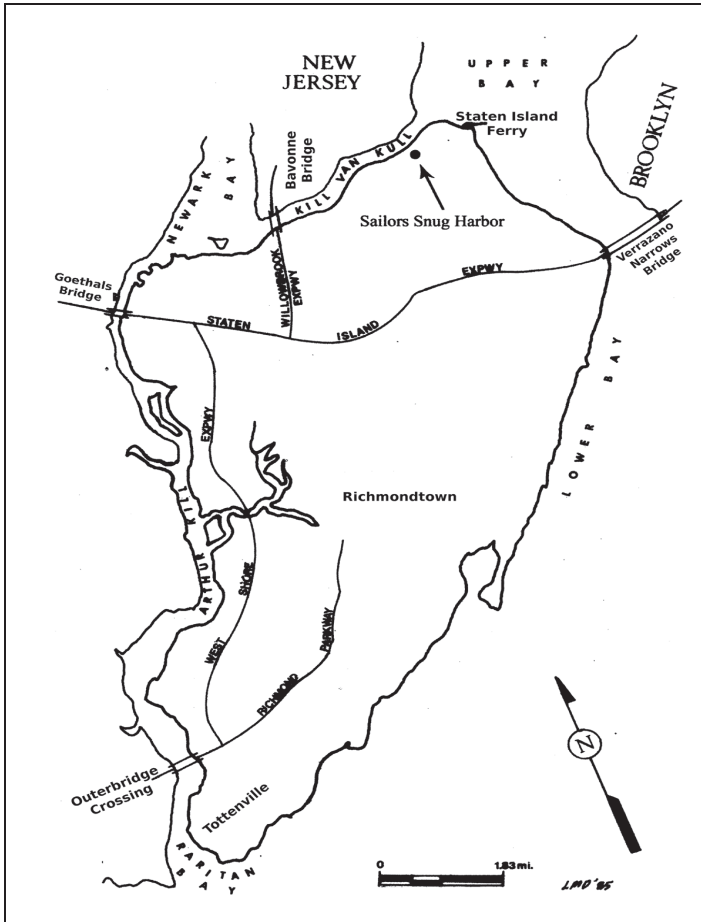 NEW
JERSEY
UPPER
BAY
BROOKLYN
Staten Island
Ferry
Bavonne
Bridge
KILL VAN KULL
NEWARK
BAY
Sailors Snug Harbor
Verrazano
Narrows
Bridge
Goethals
Bridge
WILLOWBROOK
EXPWY
STATEN ISLAND EXPWY
LOWER BAY
EXPWY
Richmondtown
ARTHUR KILL
SHORE
WEST
RICHMOND PARKWAY
N
Outerbridge
Crossing
Tottenville
RARITAN
BAY
0 1.83 mi.
LMD '85